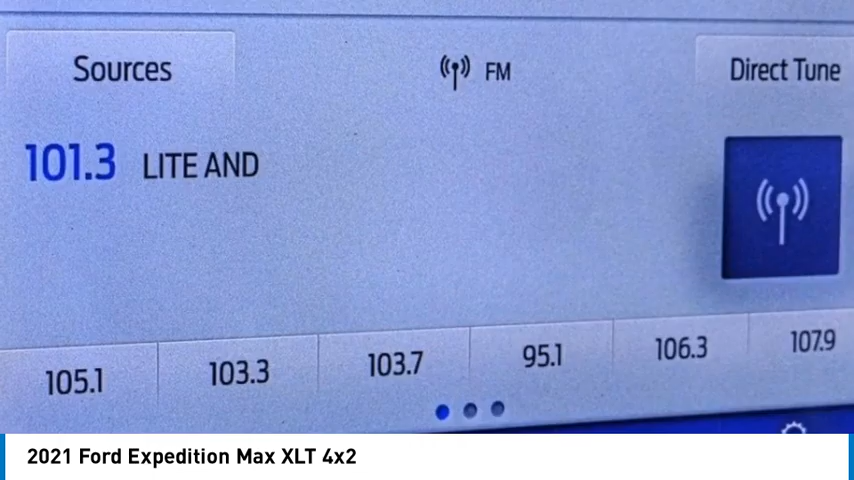 Sources FM Direct Tune
101.3 LITE AND
105.1 103.3 103.7 95.1 106.3 107.9
2021 Ford Expedition Max XLT 4x2